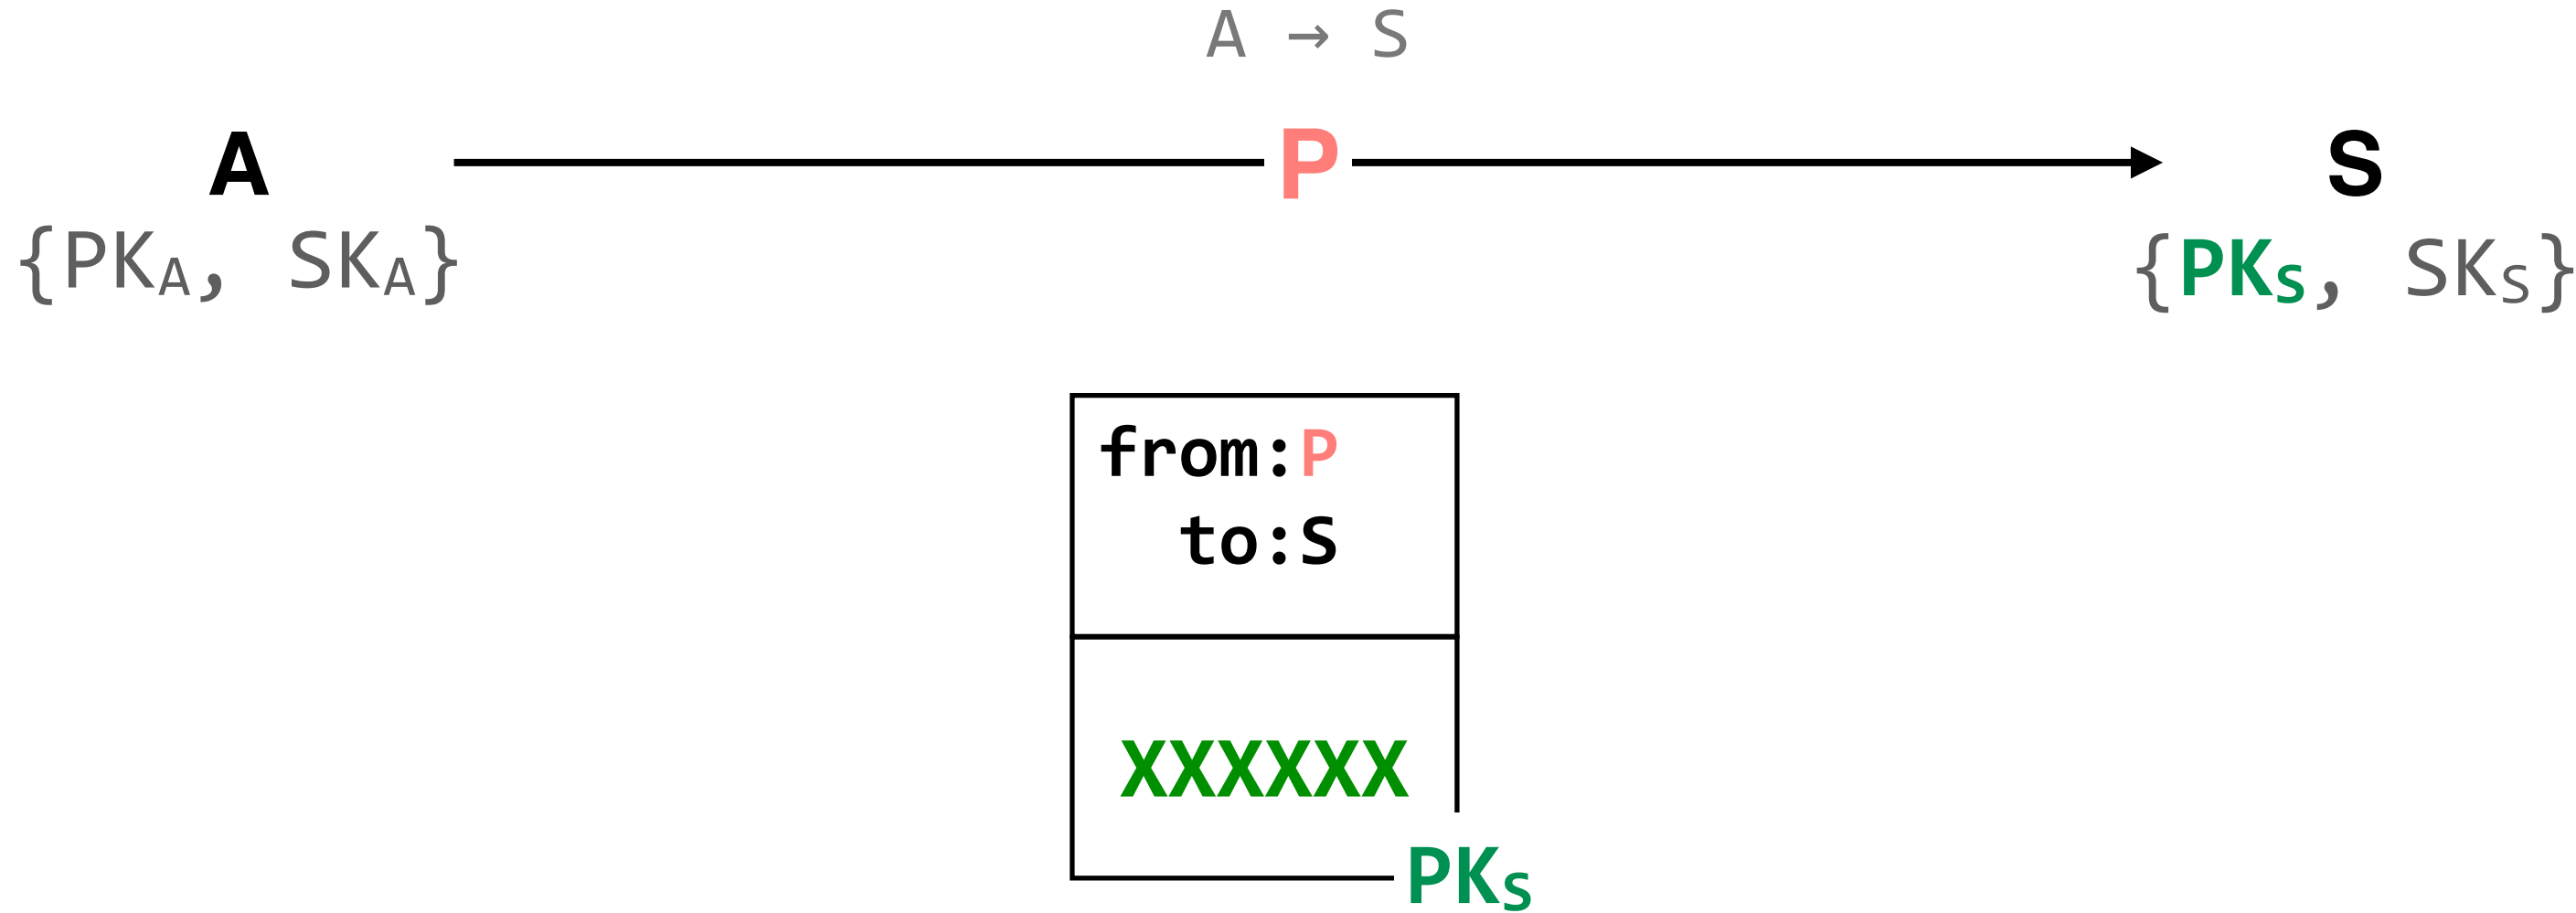 A → S
A P S
{PKA, SKA} {PKS, SKS}
from:P
to:S
XXXXXX
PKS